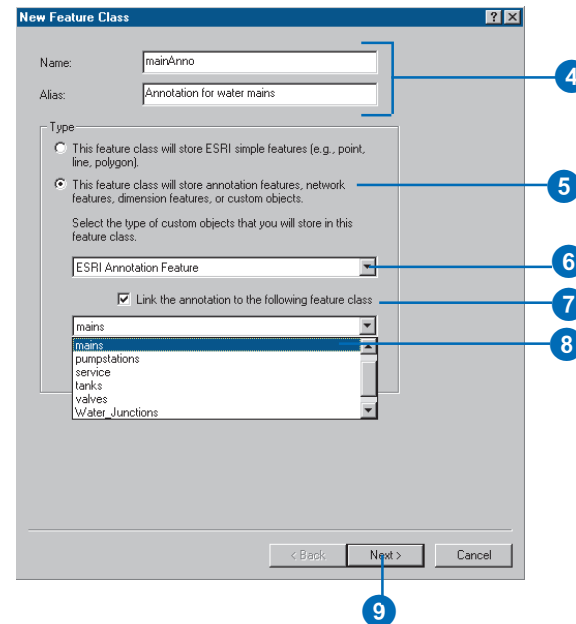 New Feature Class
Name:
mainAnno
4
Alias:
Annotation for water mains
Type
This feature class will store ESRI simple features (e.g., point,
line, polygon).
This feature class will store annotation features, network
features, dimension features, or custom objects.
5
Select the type of custom objects that you will store in this
feature class.
ESRI Annotation Feature
6
Link the annotation to the following feature class
7
mains
mains
8
pumpstations
service
tanks
valves
Water_Junctions
< Back
Next >
Cancel
9